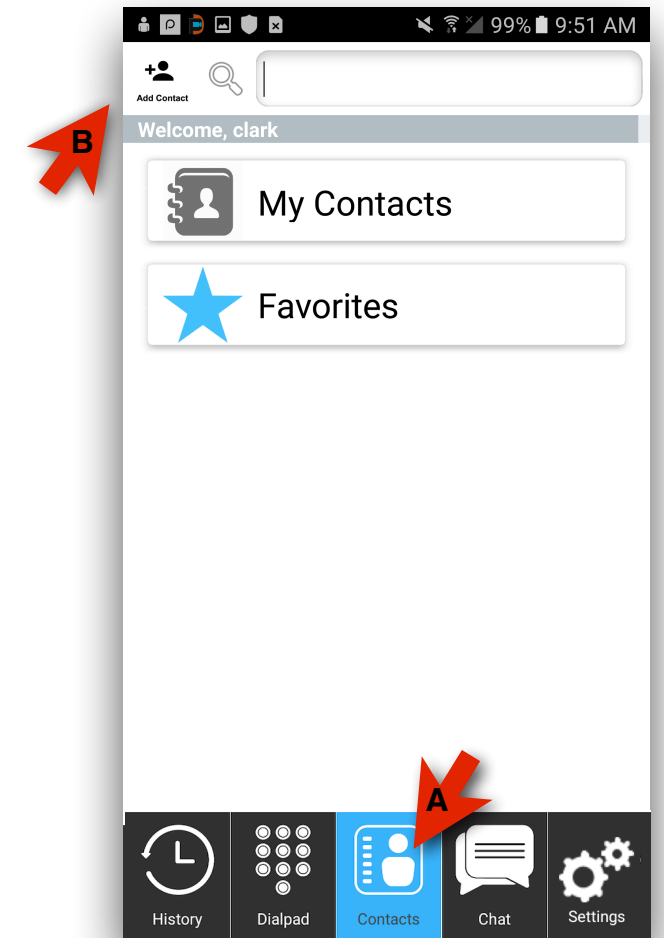 99% 9:51 AM
Add Contact
B
Welcome, clark
My Contacts
Favorites
A
History
Dialpad
Contacts
Chat
Settings